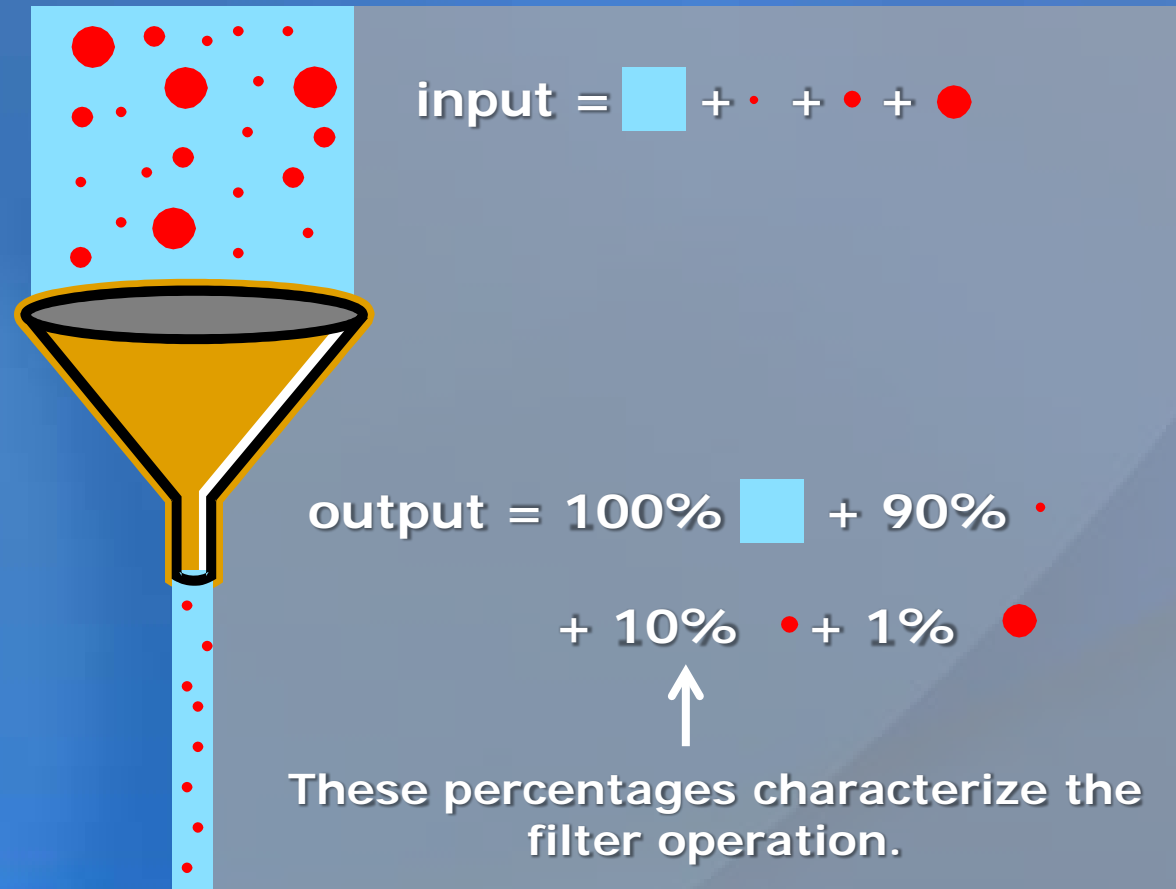 input = + + +
output = 100% + 90%
+ 10% + 1%
These percentages characterize the
filter operation.